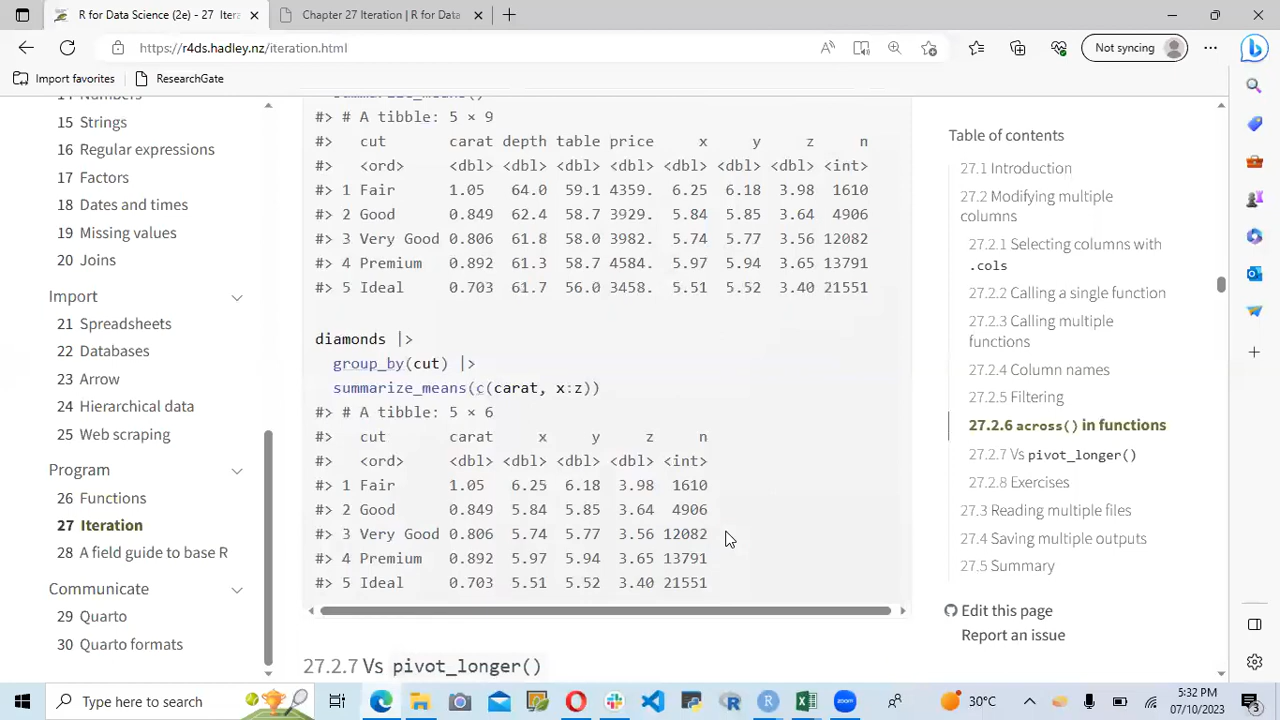 R for Data Science (2e) - 27 Itera
Chapter 27 Iteration | R for Data
https://r4ds.hadley.nz/iteration.html
Not syncing
Import favorites
ResearchGate
14 Numbers
15 Strings
16 Regular expressions
17 Factors
18 Dates and times
19 Missing values
20 Joins
Import
21 Spreadsheets
22 Databases
23 Arrow
24 Hierarchical data
25 Web scraping
Program
26 Functions
27 Iteration
28 A field guide to base R
Communicate
29 Quarto
30 Quarto formats
summarize_means()
#> # A tibble: 5 × 9
#>   cut       carat depth table price     x     y     z     n
#>   <ord>     <dbl> <dbl> <dbl> <dbl> <dbl> <dbl> <dbl> <int>
#> 1 Fair      1.05   64.0  59.1 4359.  6.25  6.18  3.98  1610
#> 2 Good      0.849  62.4  58.7 3929.  5.84  5.85  3.64  4906
#> 3 Very Good 0.806  61.8  58.0 3982.  5.74  5.77  3.56 12082
#> 4 Premium   0.892  61.3  58.7 4584.  5.97  5.94  3.65 13791
#> 5 Ideal     0.703  61.7  56.0 3458.  5.51  5.52  3.40 21551
diamonds |>
group_by(cut) |>
summarize_means(c(carat, x:z))
#> # A tibble: 5 × 6
#>   cut       carat     x     y     z     n
#>   <ord>     <dbl> <dbl> <dbl> <dbl> <int>
#> 1 Fair      1.05   6.25  6.18  3.98  1610
#> 2 Good      0.849  5.84  5.85  3.64  4906
#> 3 Very Good 0.806  5.74  5.77  3.56 12082
#> 4 Premium   0.892  5.97  5.94  3.65 13791
#> 5 Ideal     0.703  5.51  5.52  3.40 21551
27.2.7 Vs pivot_longer()
Table of contents
27.1 Introduction
27.2 Modifying multiple
columns
27.2.1 Selecting columns with
.cols
27.2.2 Calling a single function
27.2.3 Calling multiple
functions
27.2.4 Column names
27.2.5 Filtering
27.2.6 across() in functions
27.2.7 Vs pivot_longer()
27.2.8 Exercises
27.3 Reading multiple files
27.4 Saving multiple outputs
27.5 Summary
Edit this page
Report an issue
Type here to search
30°C
5:32 PM
07/10/2023
3